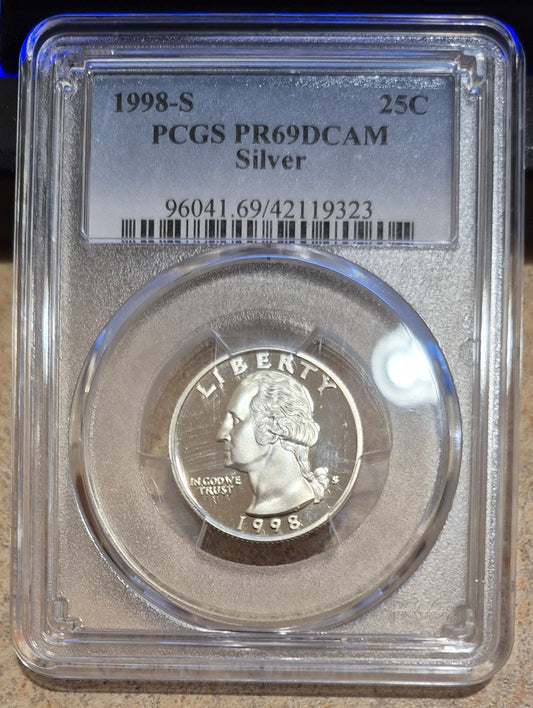 1998-S 25C
PCGS PR69DCAM
Silver
96041.69/42119323
LIBERTY
IN GOD WE
TRUST
S
1998